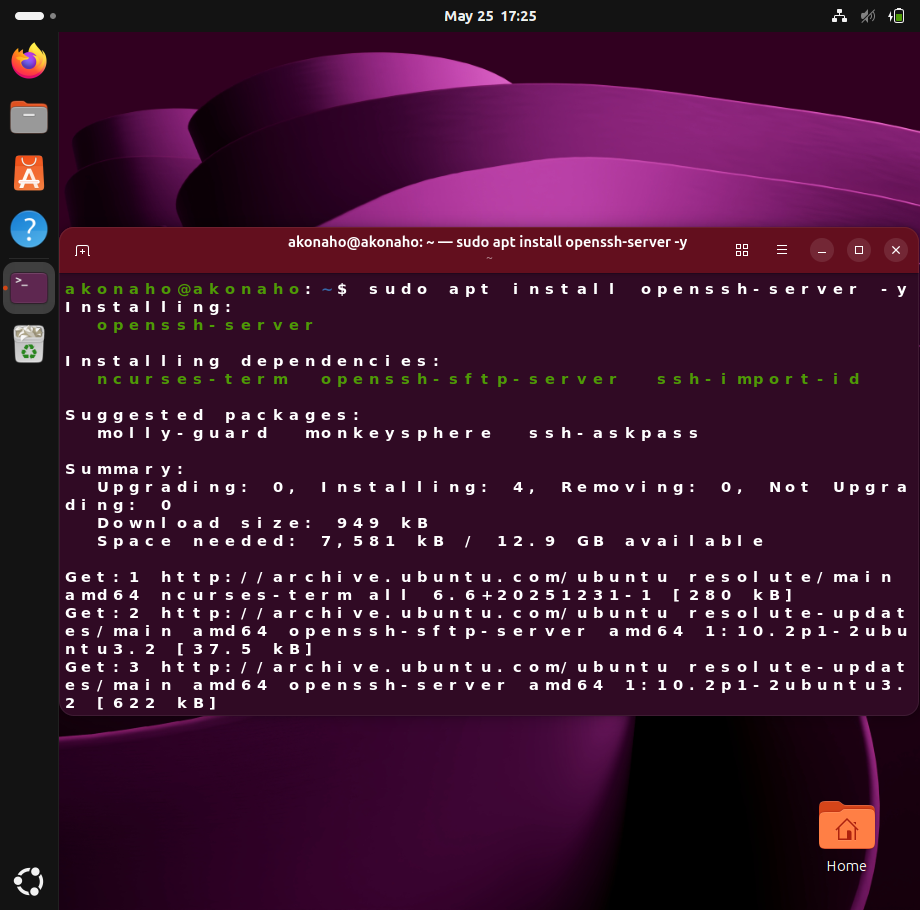 May 25 17:25
akonaho@akonaho: ~ — sudo apt install openssh-server -y
~
akonaho@akonaho:~$ sudo apt install openssh-server -y
Installing:
openssh-server
Installing dependencies:
ncurses-term openssh-sftp-server ssh-import-id
Suggested packages:
molly-guard monkeysphere ssh-askpass
Summary:
Upgrading: 0, Installing: 4, Removing: 0, Not Upgra
ding: 0
Download size: 949 kB
Space needed: 7,581 kB / 12.9 GB available
Get:1 http://archive.ubuntu.com/ubuntu resolute/main
amd64 ncurses-term all 6.6+20251231-1 [280 kB]
Get:2 http://archive.ubuntu.com/ubuntu resolute-updat
es/main amd64 openssh-sftp-server amd64 1:10.2p1-2ubu
ntu3.2 [37.5 kB]
Get:3 http://archive.ubuntu.com/ubuntu resolute-updat
es/main amd64 openssh-server amd64 1:10.2p1-2ubuntu3.
2 [622 kB]
Home